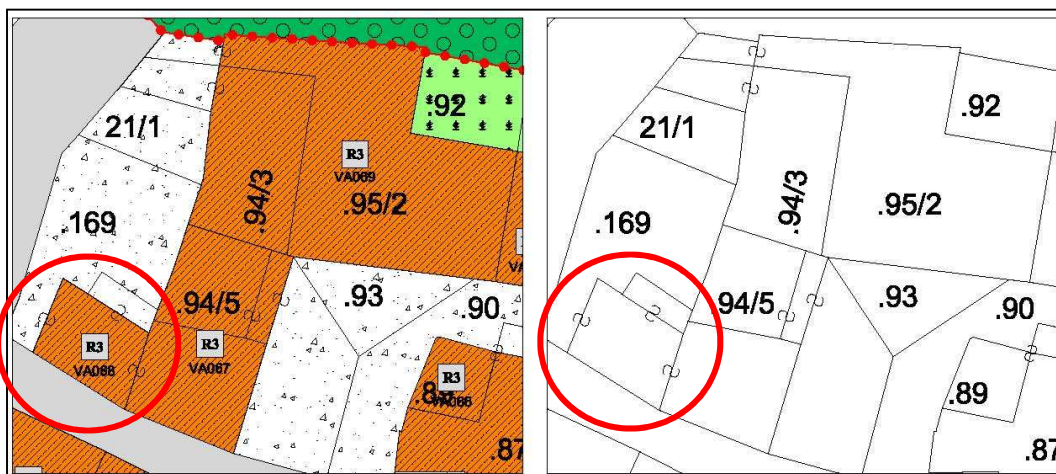 .92
21/1
R3
VA069
.94/3
.95/2
.169
.94/5
.93
.90
R3
VA068
R3
VA067
R3
.87
.92
21/1
.94/3
.95/2
.169
.94/5
.93
.90
.89
.87